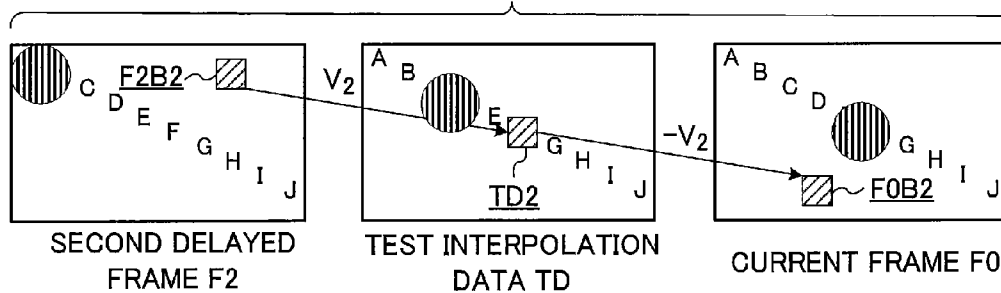 F2B2
C
D
E
F
G
H
I
J
V2
A
B
E
G
H
I
J
TD2
-V2
A
B
C
D
G
H
I
J
F0B2
SECOND DELAYED
FRAME F2
TEST INTERPOLATION
DATA TD
CURRENT FRAME F0